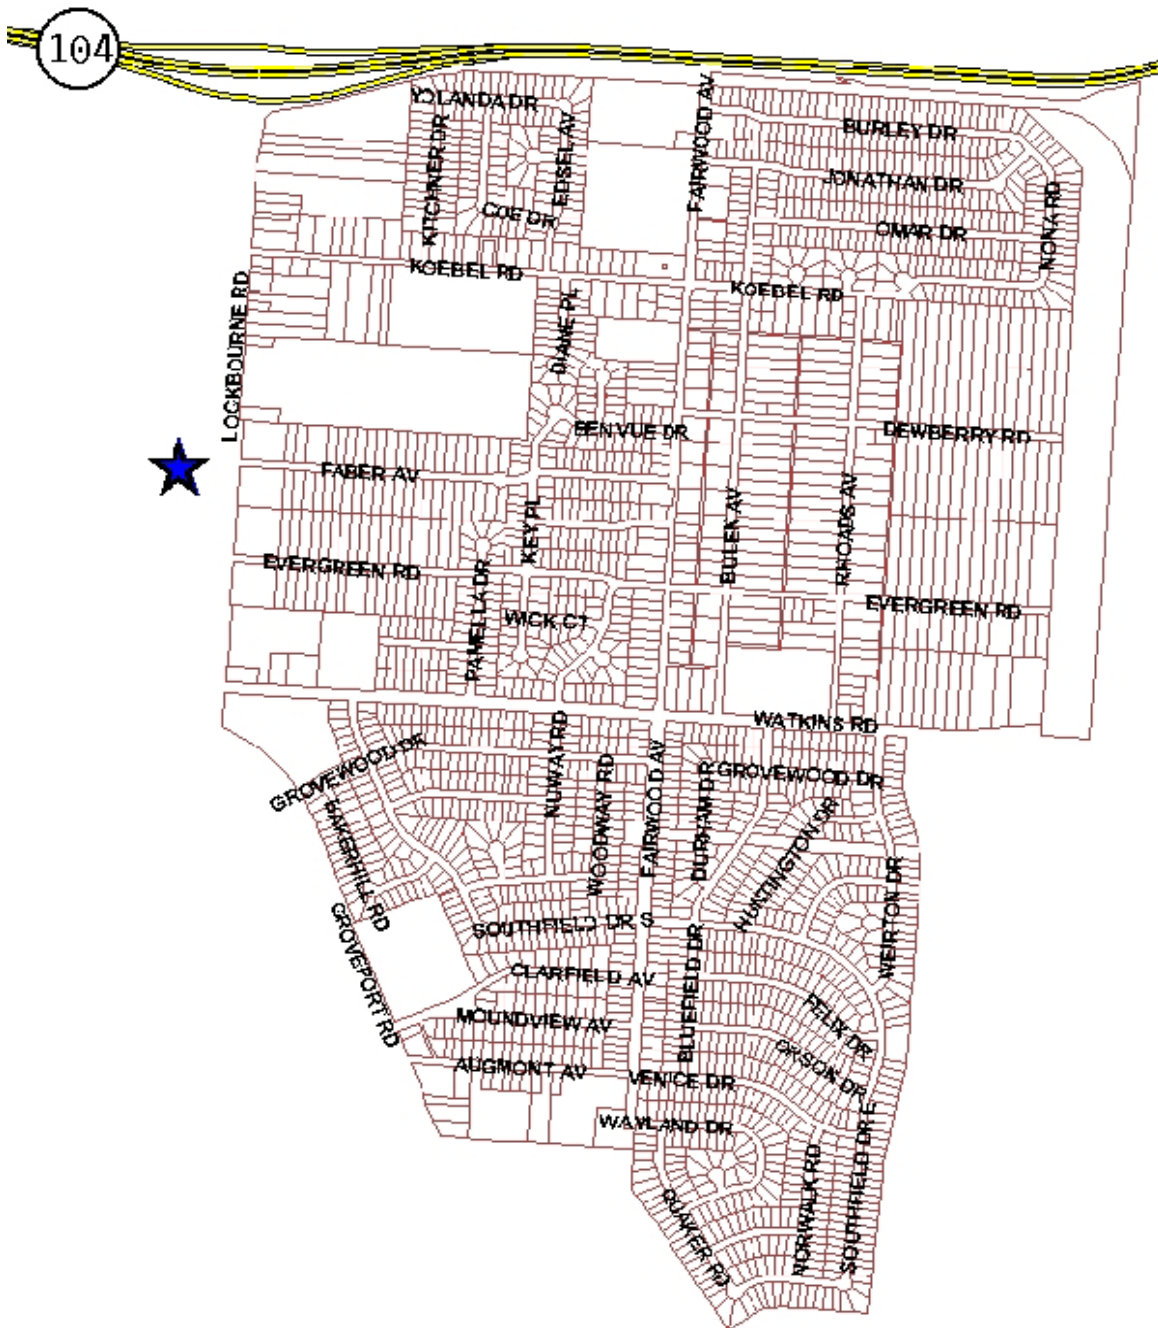 104
YOLANDA DR
KITCHNER DR
EDSEL AV
COE DR
FAIRWOOD AV
BURLEY DR
JONATHAN DR
OMAR DR
NONA RD
KOEBEL RD
KOEBEL RD
LOCKBOURNE RD
DIANE PL
BENVUE DR
DEWBERRY RD
FABER AV
KEY PL
BULEN AV
RHOADS AV
EVERGREEN RD
EVERGREEN RD
PAMELLA DR
WICK CT
WATKINS RD
GROVEWOOD DR
NUWAY RD
WOODWAY RD
FAIRWOOD AV
DURHAM DR
GROVEWOOD DR
HUNTINGTON DR
BAKERHILL RD
WEIRTON DR
GROVEPORT RD
SOUTHFIELD DR S
BLUEFIELD DR
CLARFIELD AV
FELIX DR
MOUNDVIEW AV
ORSON DR
AUGMONT AV
VENICE DR
WAYLAND DR
QUAKER RD
NORWALK RD
SOUTHFIELD DR E